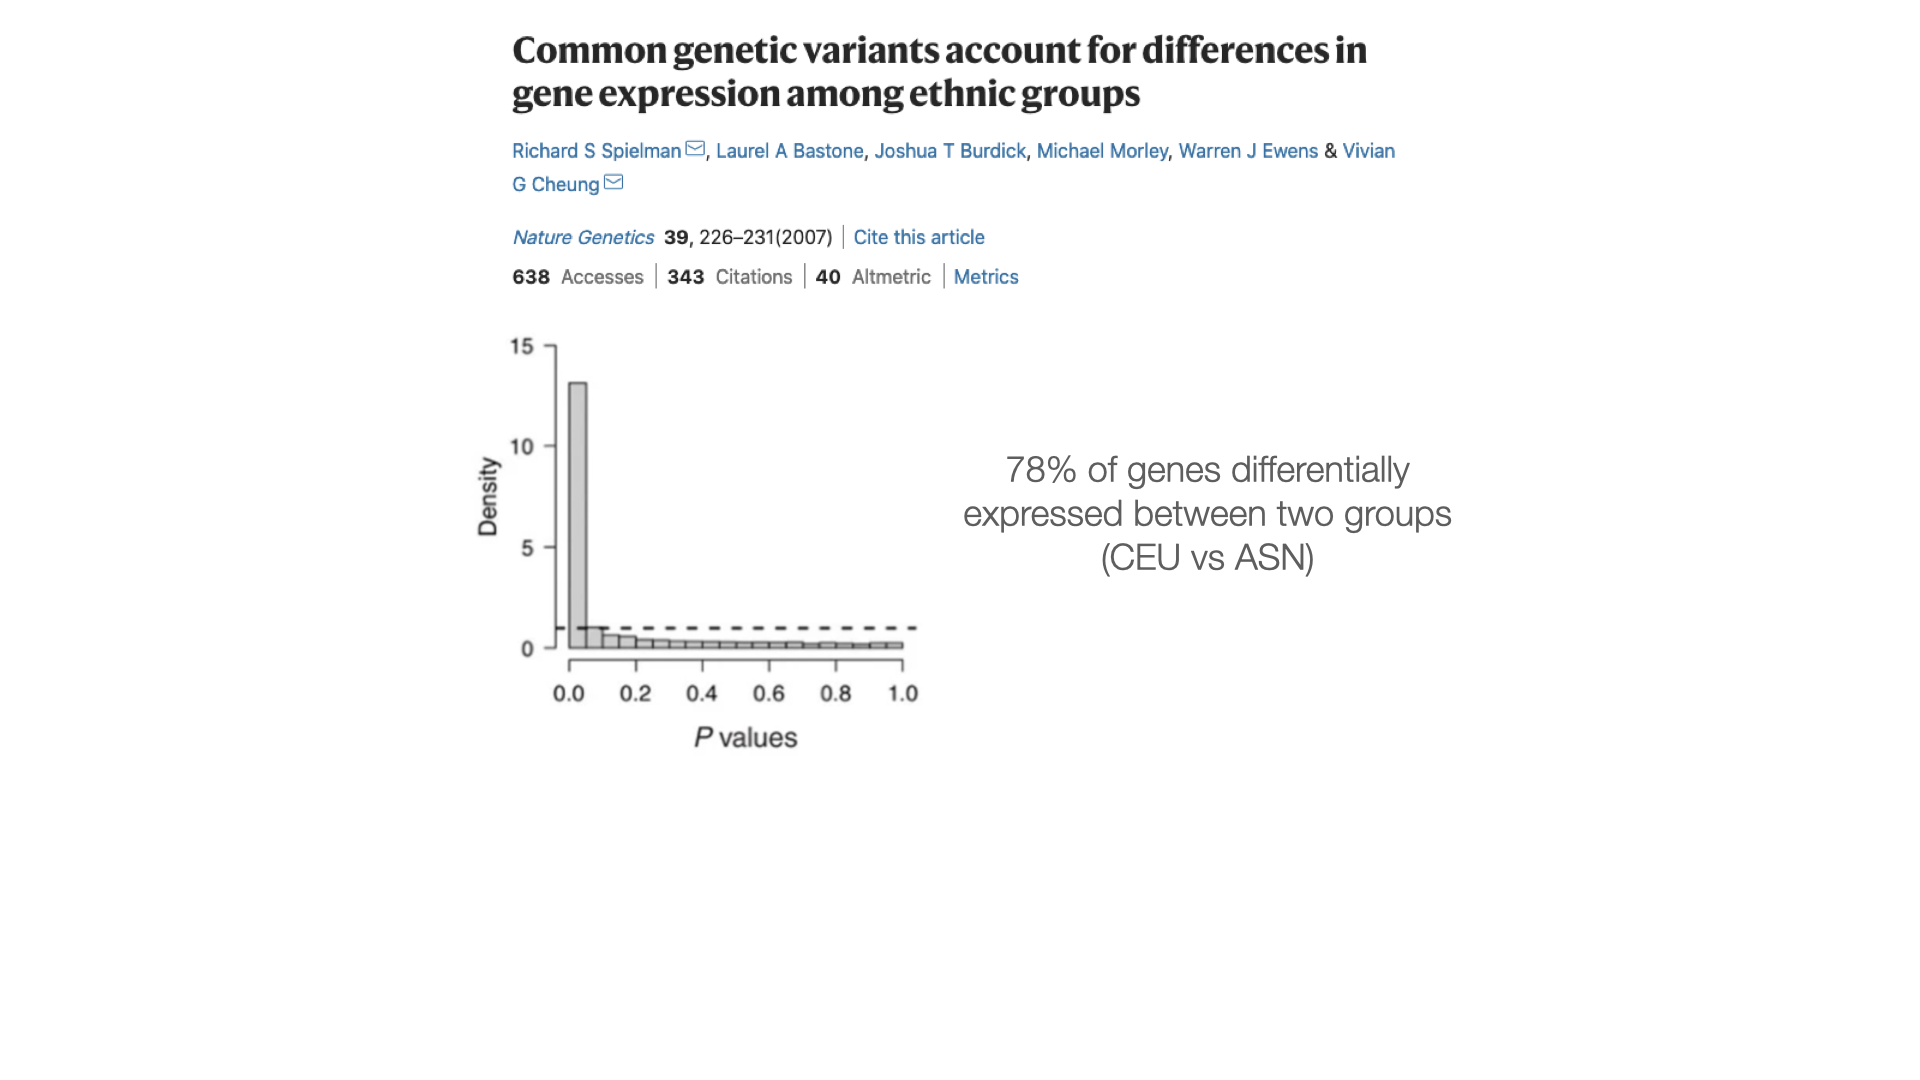 Common genetic variants account for differences in
gene expression among ethnic groups
Richard S Spielman, Laurel A Bastone, Joshua T Burdick, Michael Morley, Warren J Ewens & Vivian
G Cheung
Nature Genetics 39, 226–231(2007) | Cite this article
638 Accesses | 343 Citations | 40 Altmetric | Metrics
15
10
5
0
Density
0.0 0.2 0.4 0.6 0.8 1.0
P values
78% of genes differentially
expressed between two groups
(CEU vs ASN)